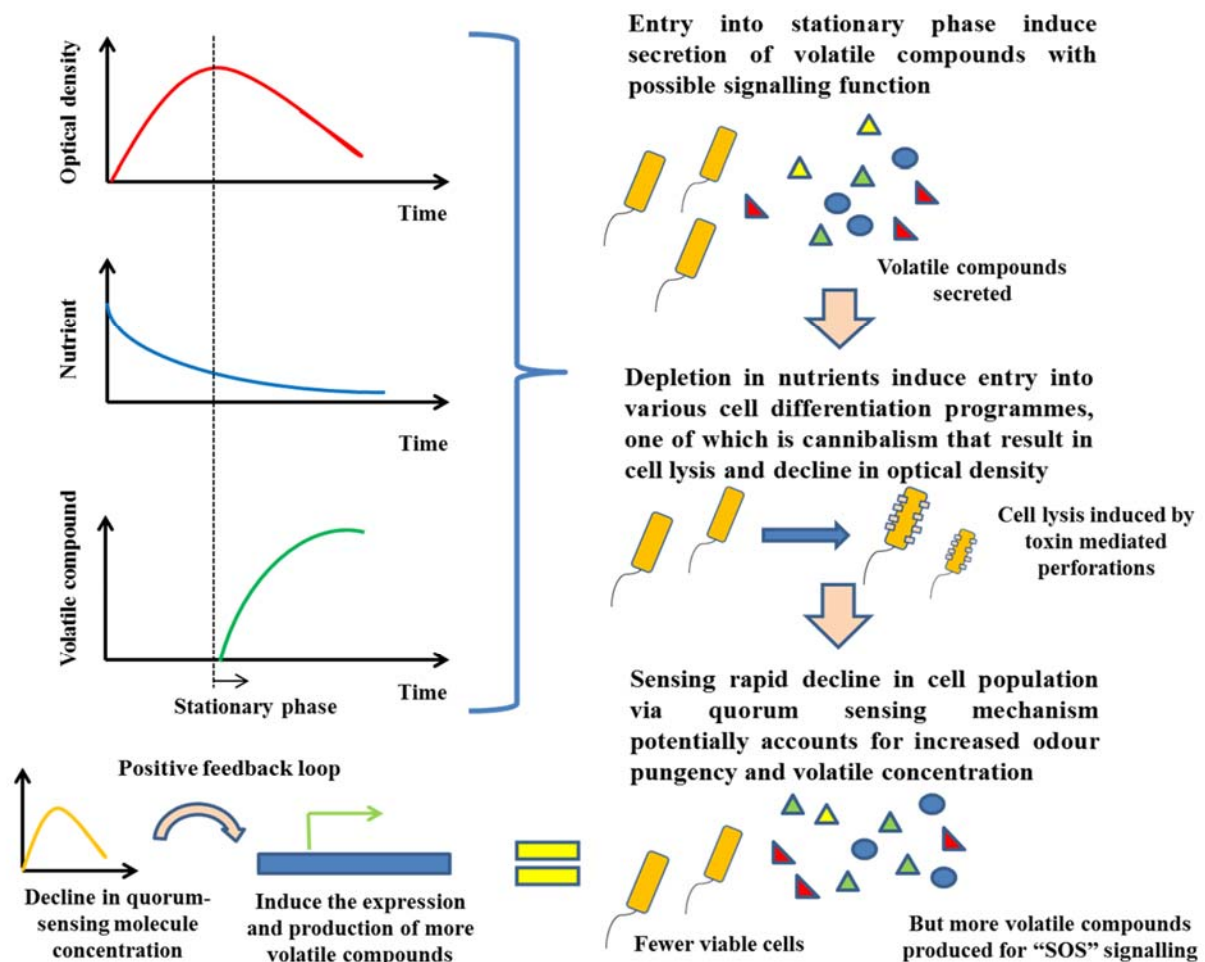 Optical density
Time
Nutrient
Time
Volatile compound
Time
Stationary phase
Entry into stationary phase induce
secretion of volatile compounds with
possible signalling function
Volatile compounds
secreted
Depletion in nutrients induce entry into
various cell differentiation programmes,
one of which is cannibalism that result in
cell lysis and decline in optical density
Cell lysis induced by
toxin mediated
perforations
Sensing rapid decline in cell population
via quorum sensing mechanism
potentially accounts for increased odour
pungency and volatile concentration
Positive feedback loop
Decline in quorum-
sensing molecule
concentration
Induce the expression
and production of more
volatile compounds
Fewer viable cells
But more volatile compounds
produced for “SOS” signalling